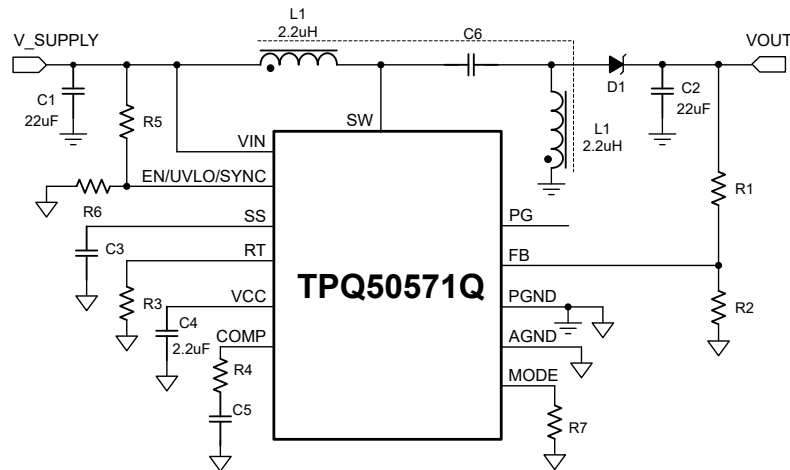 L1
2.2uH
V_SUPPLY
C6
VOUT
C1
22uF
D1
C2
22uF
R5
SW
L1
2.2uH
VIN
EN/UVLO/SYNC
R1
R6
SS
PG
C3
RT
FB
TPQ50571Q
R3
VCC
PGND
R2
C4
2.2uF
COMP
AGND
R4
MODE
C5
R7